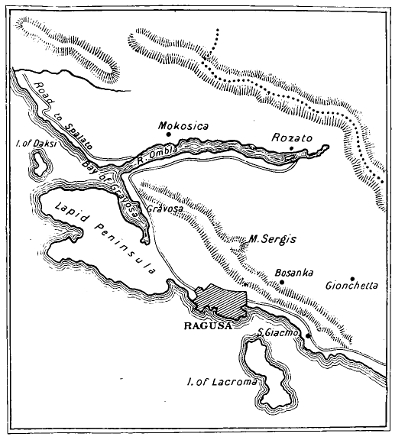 Road to Spalato
Mokosica
R. Ombla
Rozato
I. of Daksi
Bay of Gravosa
Gravosa
Lapid Peninsula
M. Sergis
Bosanka
Gionchetta
RAGUSA
S. Giacmo
I. of Lacroma